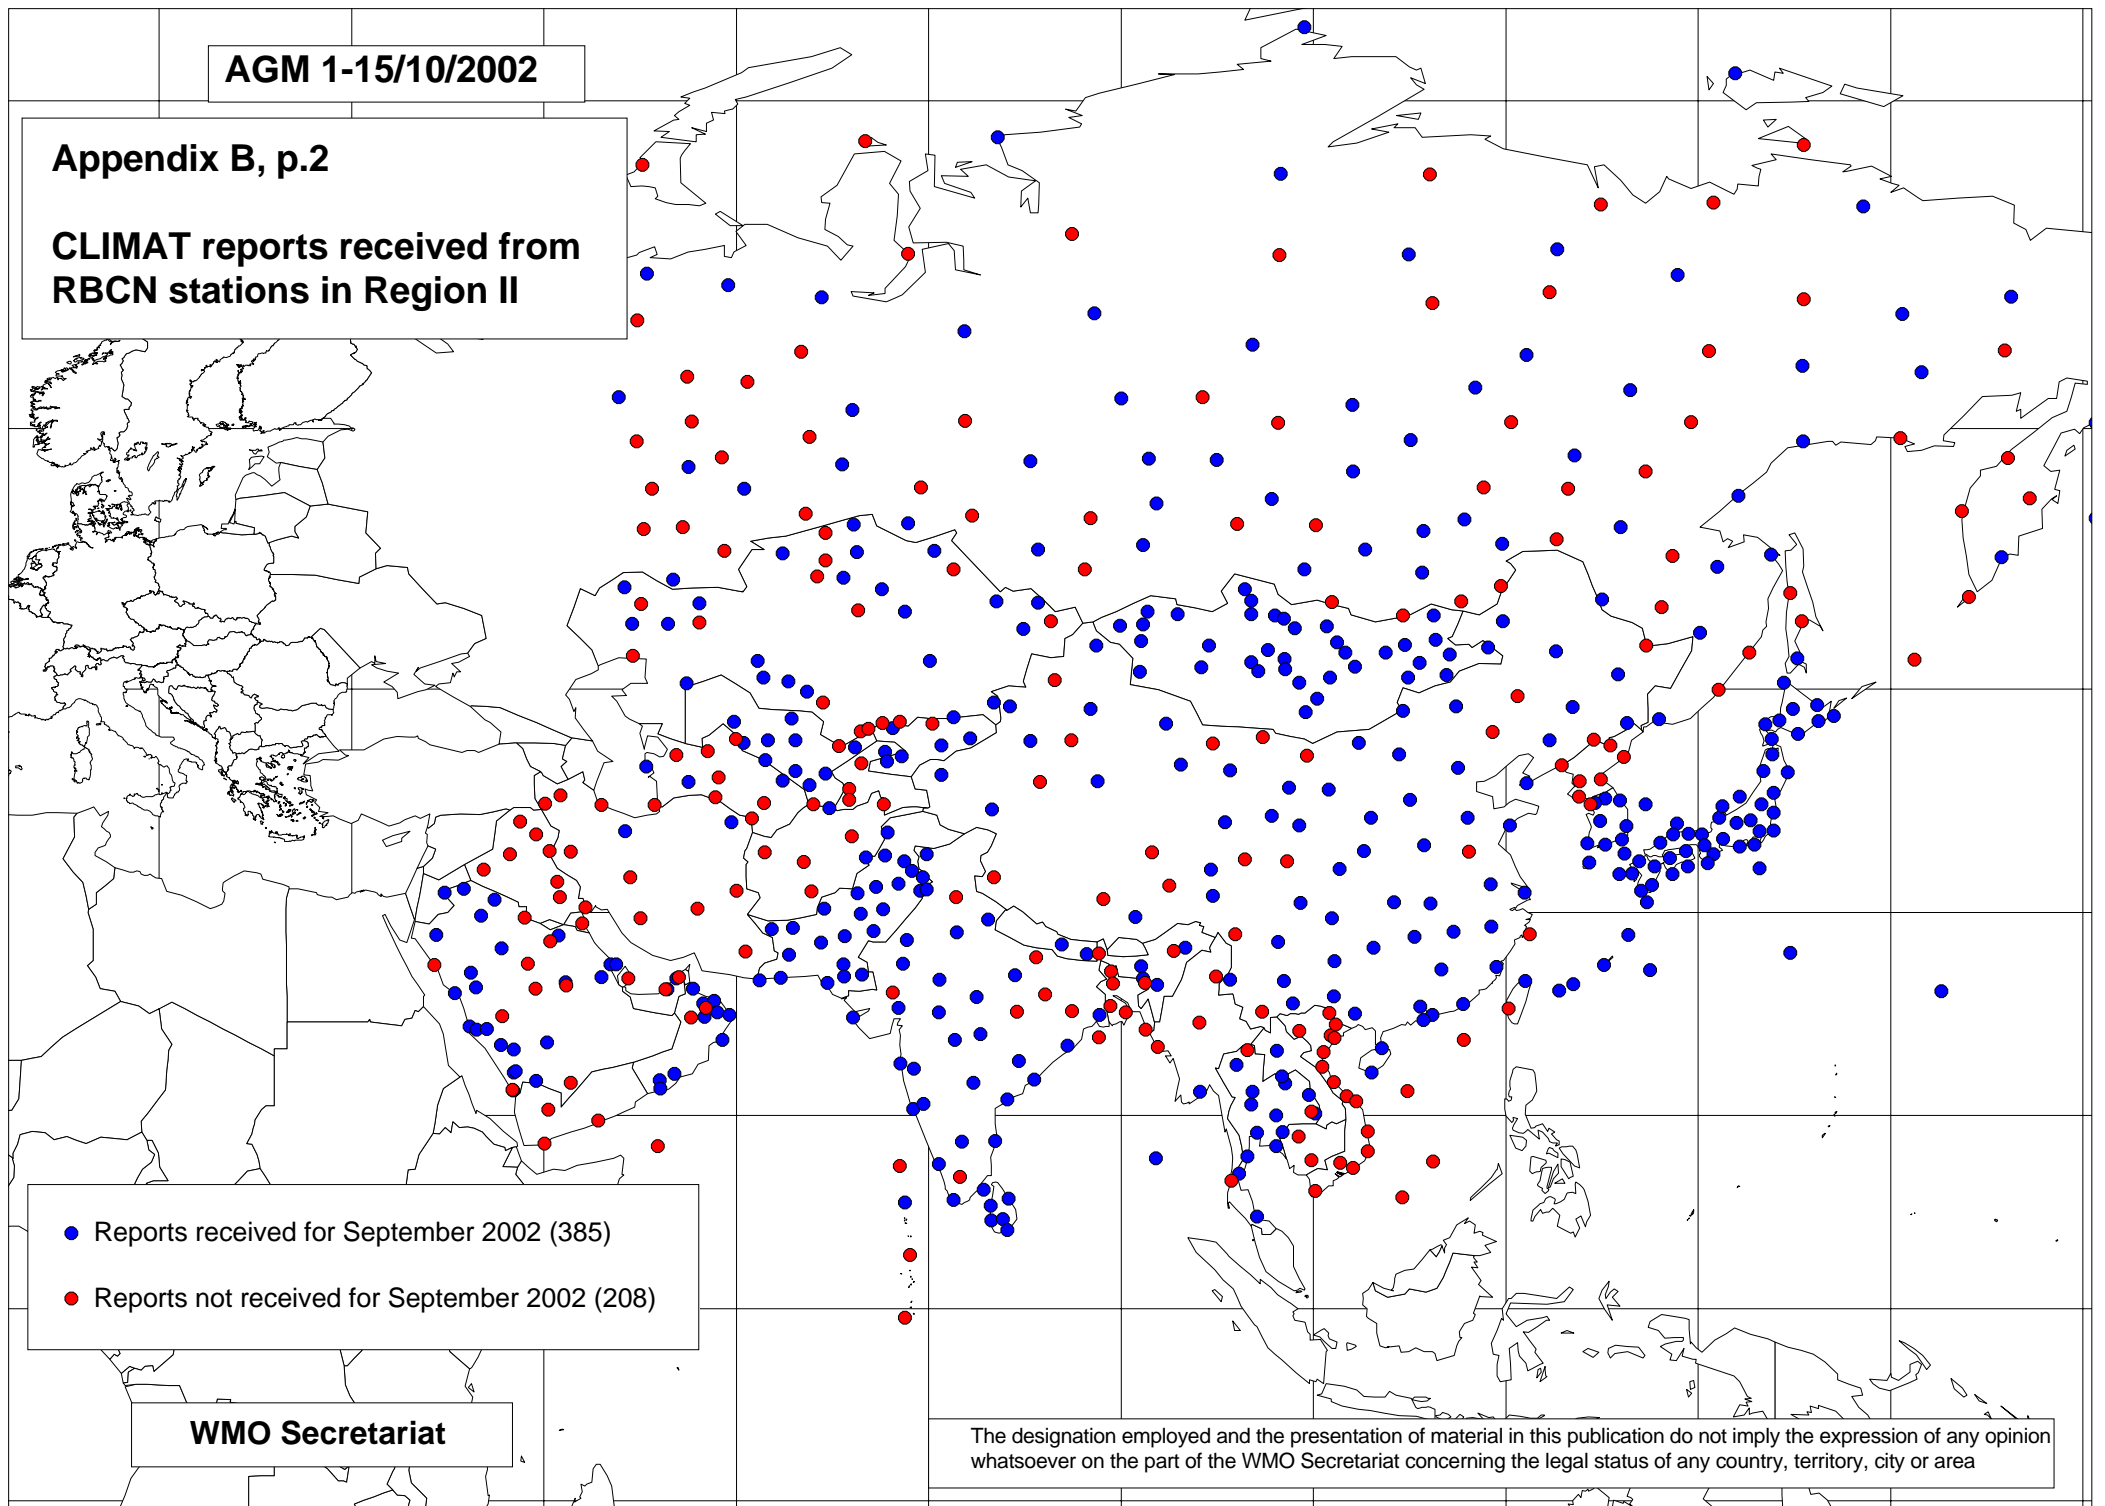 AGM 1-15/10/2002
Appendix B, p.2
CLIMAT reports received from
RBCN stations in Region II
Reports received for September 2002 (385)
Reports not received for September 2002 (208)
WMO Secretariat
The designation employed and the presentation of material in this publication do not imply the expression of any opinion
whatsoever on the part of the WMO Secretariat concerning the legal status of any country, territory, city or area